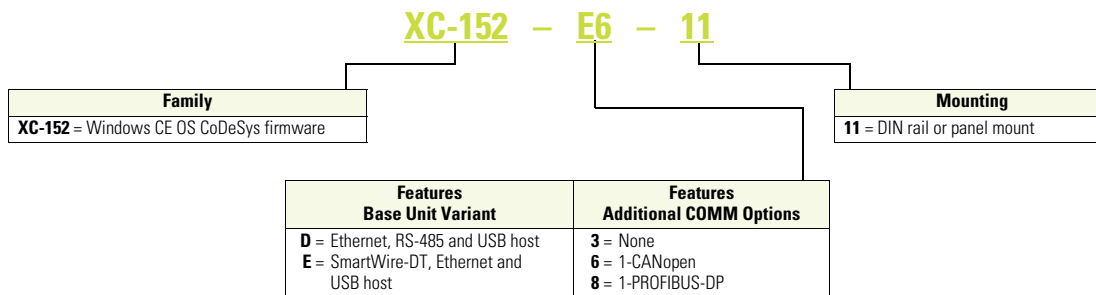 XC-152 – E6 – 11
Family
XC-152 = Windows CE OS CoDeSys firmware
Mounting
11 = DIN rail or panel mount
Features
Base Unit Variant
D = Ethernet, RS-485 and USB host
E = SmartWire-DT, Ethernet and
USB host
Features
Additional COMM Options
3 = None
6 = 1-CANopen
8 = 1-PROFIBUS-DP